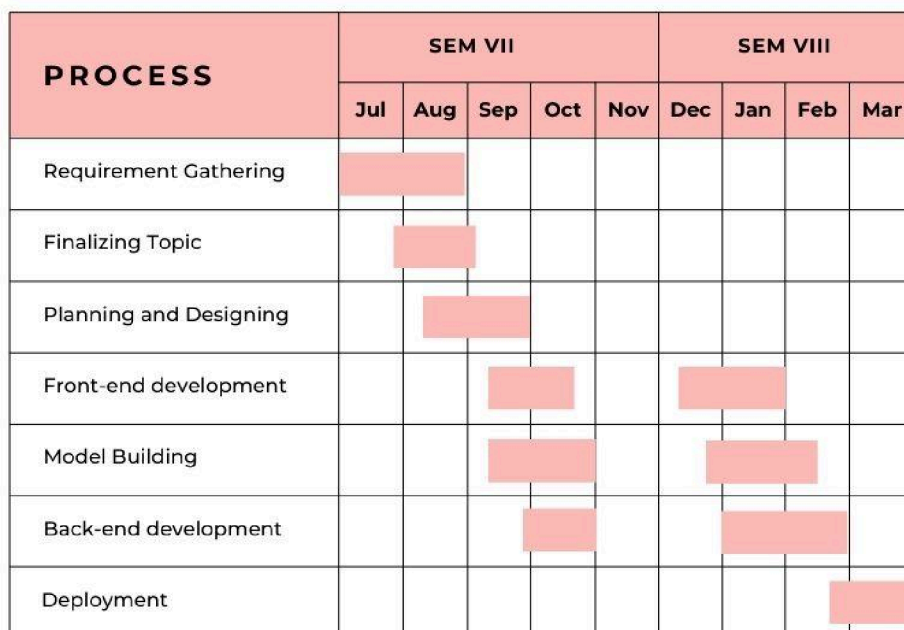 PROCESS
SEM VII
SEM VIII
Jul Aug Sep Oct Nov Dec Jan Feb Mar
Requirement Gathering
Finalizing Topic
Planning and Designing
Front-end development
Model Building
Back-end development
Deployment